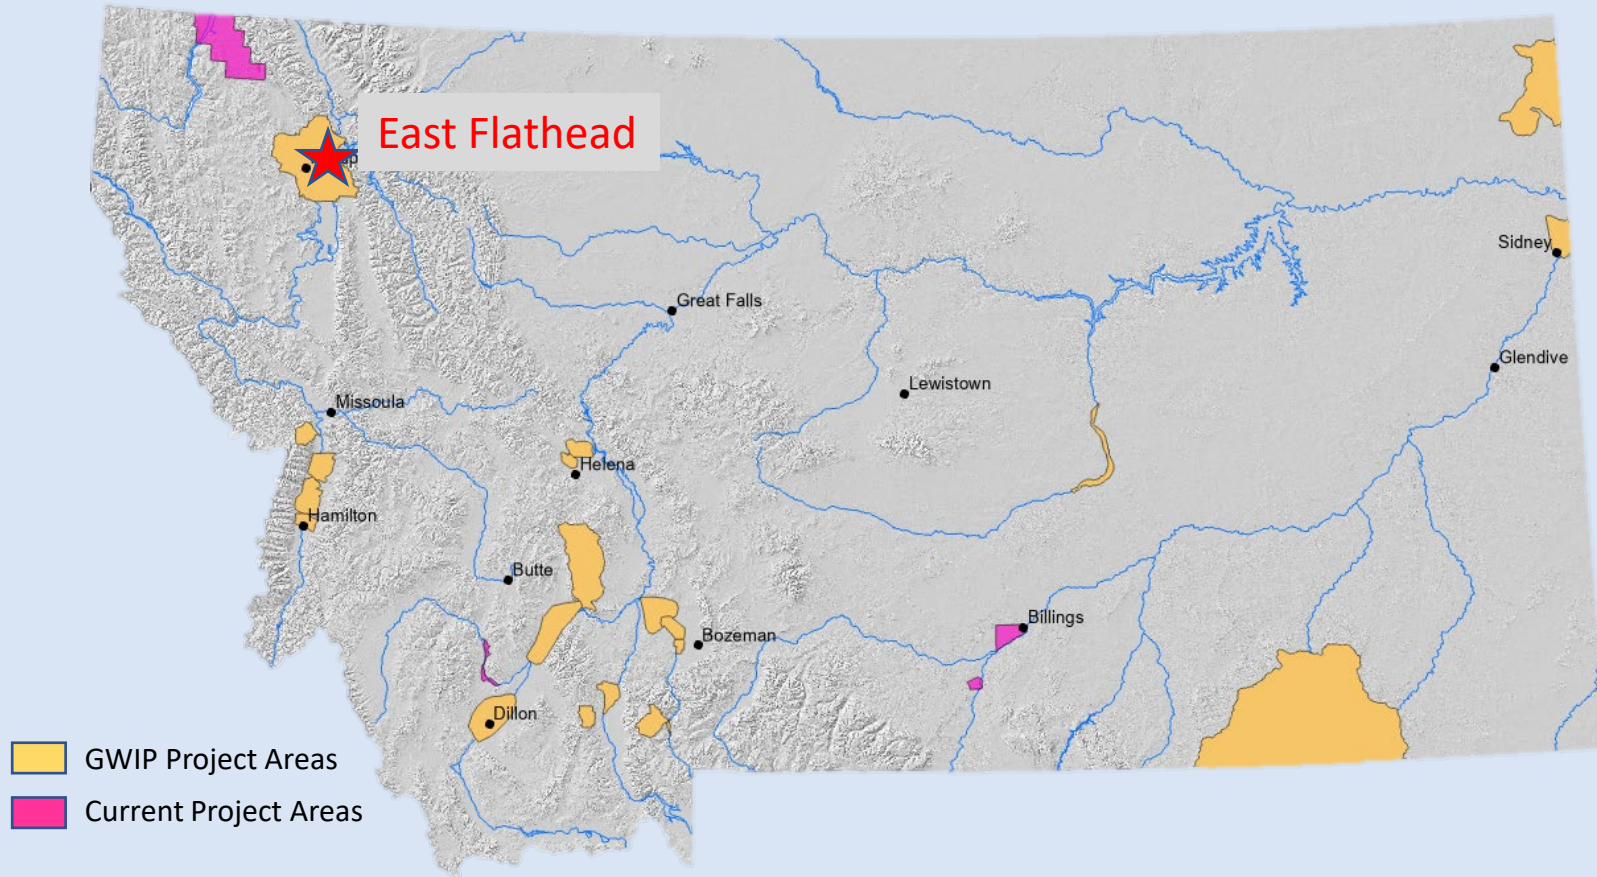 East Flathead
Sidney
Great Falls
Glendive
Lewistown
Missoula
Helena
Hamilton
Butte
Billings
Bozeman
Dillon
GWIP Project Areas
Current Project Areas